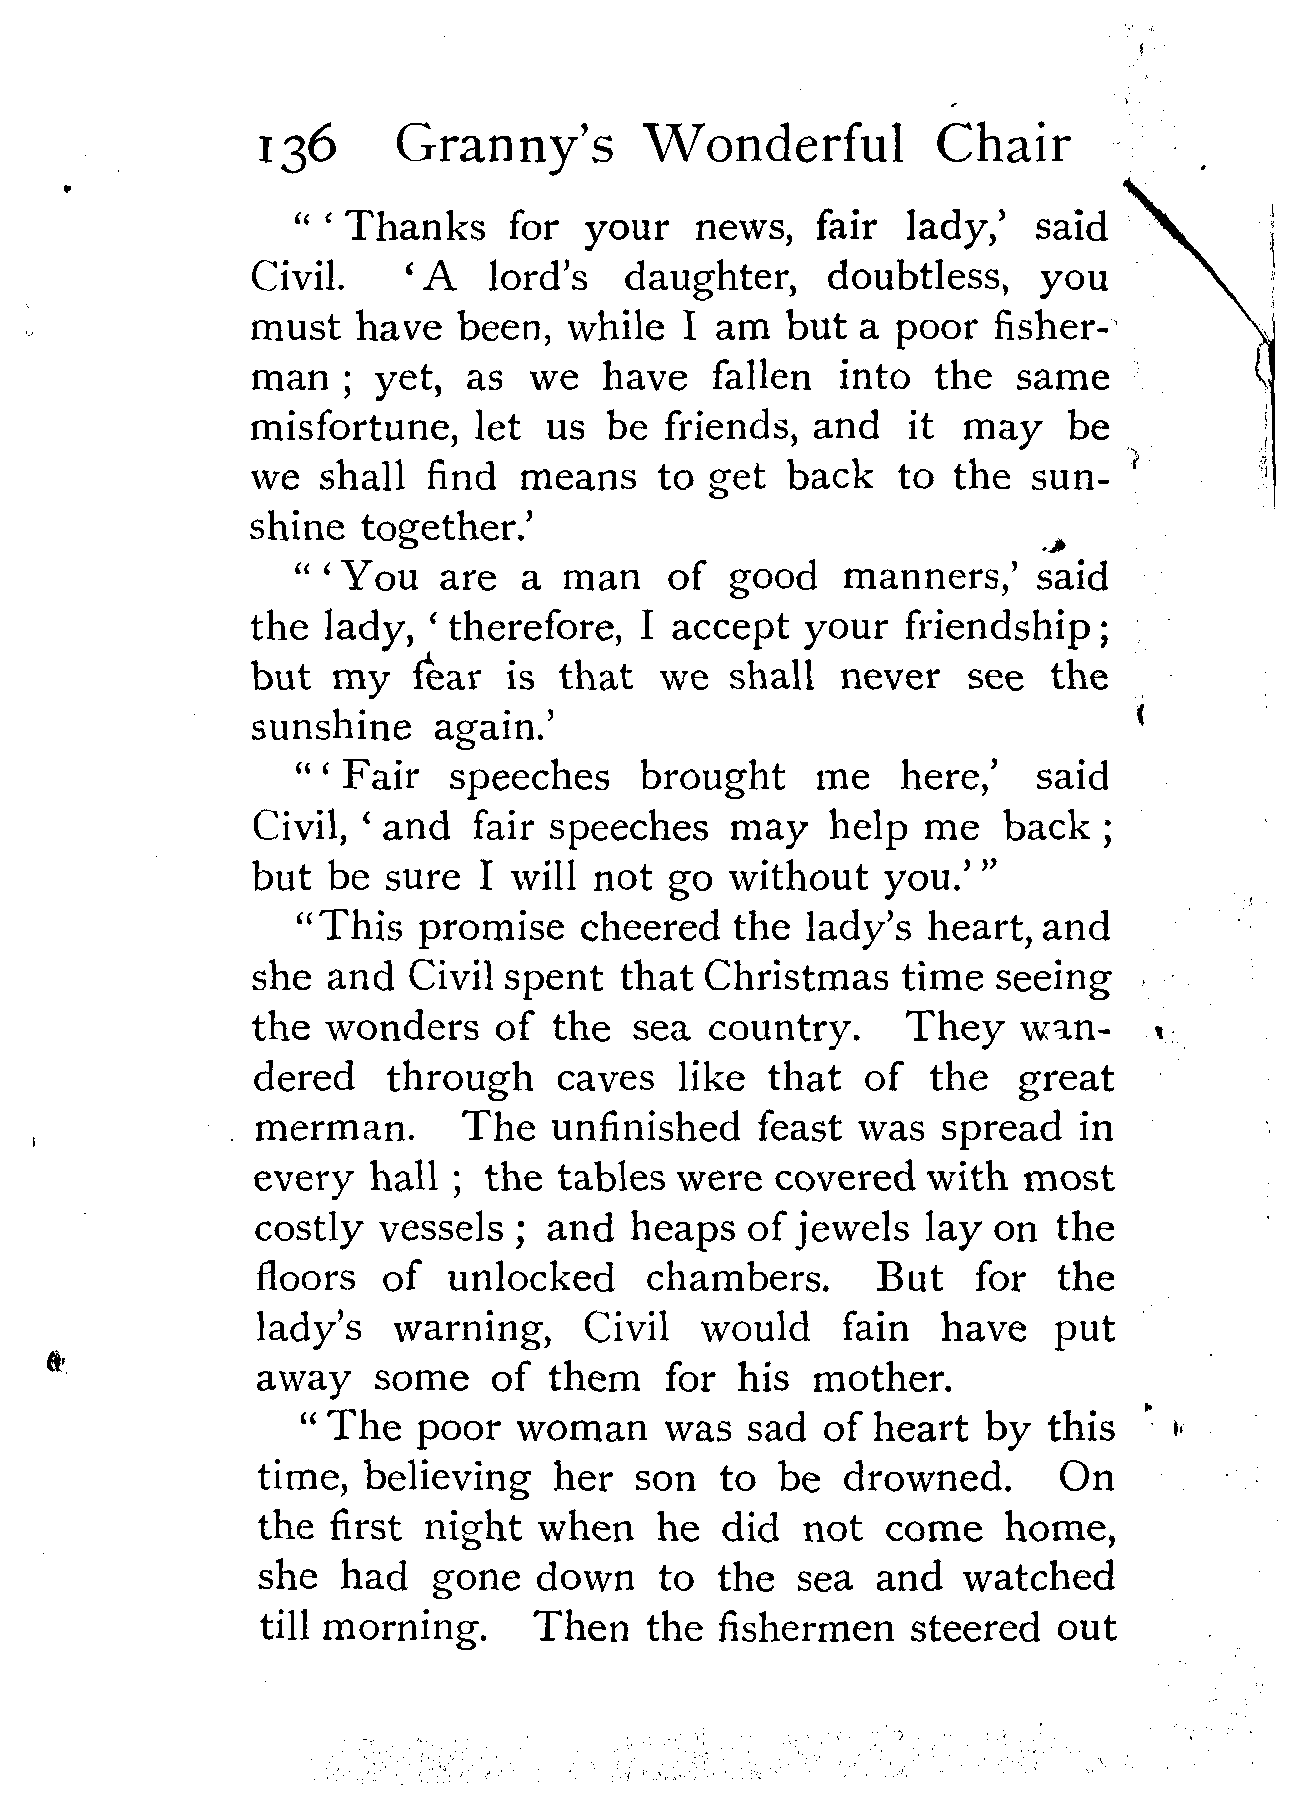 136 Granny's Wonderful Chair
" ' Thanks for your news, fair lady,' said
Civil. ' A lord's daughter, doubtless, you
must have been, while I am but a poor fisher-
man ; yet, as we have fallen into the same
misfortune, let us be friends, and it may be
we shall find means to get back to the sun-
shine together.'
" ' You are a man of good manners,' said
the lady, ' therefore, I accept your friendship ;
but my fear is that we shall never see the
sunshine again.'
" ' Fair speeches brought me here,' said
Civil, ' and fair speeches may help me back ;
but be sure I will not go without you.' "
"This promise cheered the lady's heart, and
she and Civil spent that Christmas time seeing
the wonders of the sea country. They wan-
dered through caves like that of the great
merman. The unfinished feast was spread in
every hall ; the tables were covered with most
costly vessels ; and heaps of jewels lay on the
floors of unlocked chambers. But for the
lady's warning, Civil would fain have put
away some of them for his mother.
" The poor woman was sad of heart by this
time, believing her son to be drowned. On
the first night when he did not come home,
she had gone down to the sea and watched
till morning. Then the fishermen steered out